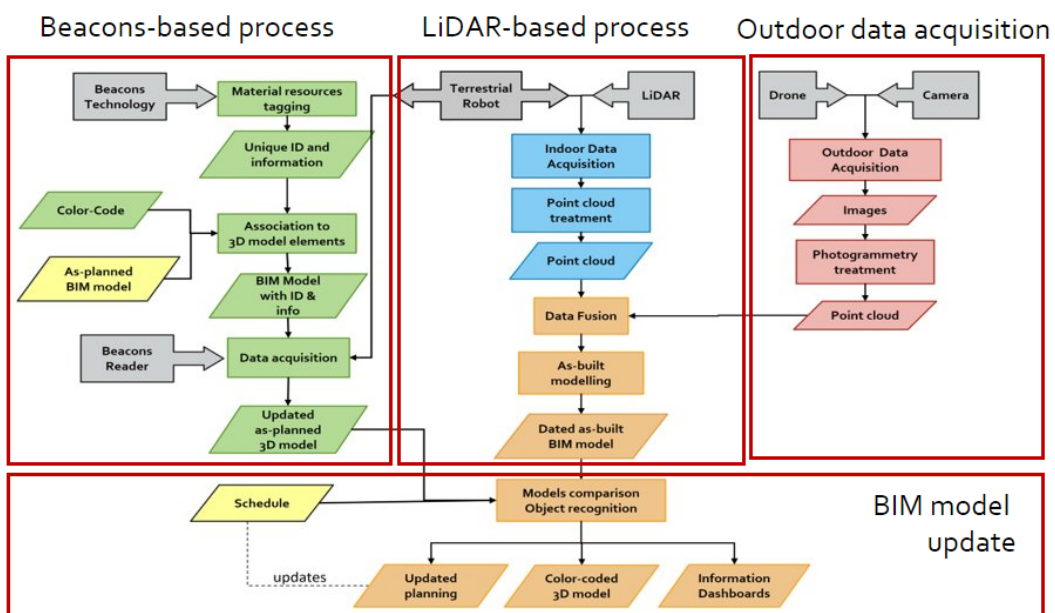 Beacons-based process
LiDAR-based process
Outdoor data acquisition
Beacons
Technology
Material resources
tagging
Unique ID and
information
Color-Code
Association to
3D model elements
As-planned
BIM model
BIM Model
with ID &
info
Beacons
Reader
Data acquisition
Updated
as-planned
3D model
Terrestrial
Robot
LiDAR
Indoor Data
Acquisition
Point cloud
treatment
Point cloud
Data Fusion
As-built
modelling
Dated as-built
BIM model
Drone
Camera
Outdoor Data
Acquisition
Images
Photogrammetry
treatment
Point cloud
Schedule
Models comparison
Object recognition
BIM model
update
updates
Updated
planning
Color-coded
3D model
Information
Dashboards